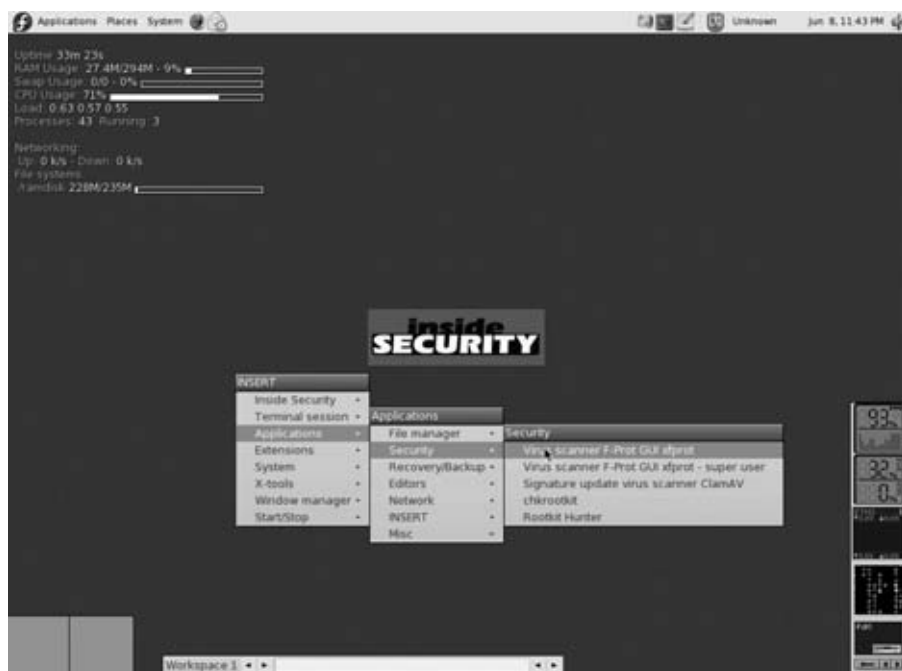 Applications Places System
Unknown
Jun 8, 11:43 PM
Uptime 33m 23s
RAM Usage: 27.4M/294M - 9%
Swap Usage: 0/0 - 0%
CPU Usage: 71%
Load: 0.63 0.57 0.55
Processes: 43 Running: 3
Networking:
Up: 0 k/s - Down: 0 k/s
File systems:
/ramdisk 228M/235M
inside
SECURITY
INSERT
Inside Security
Terminal session
Applications
Extensions
System
X-tools
Window manager
Start/Stop
Applications
File manager
Security
Recovery/Backup
Editors
Network
INSERT
Misc
Security
Virus scanner F-Prot GUI xfprot
Virus scanner F-Prot GUI xfprot - super user
Signature update virus scanner ClamAV
chkrootkit
Rootkit Hunter
93%
32%
0%
Workspace 1